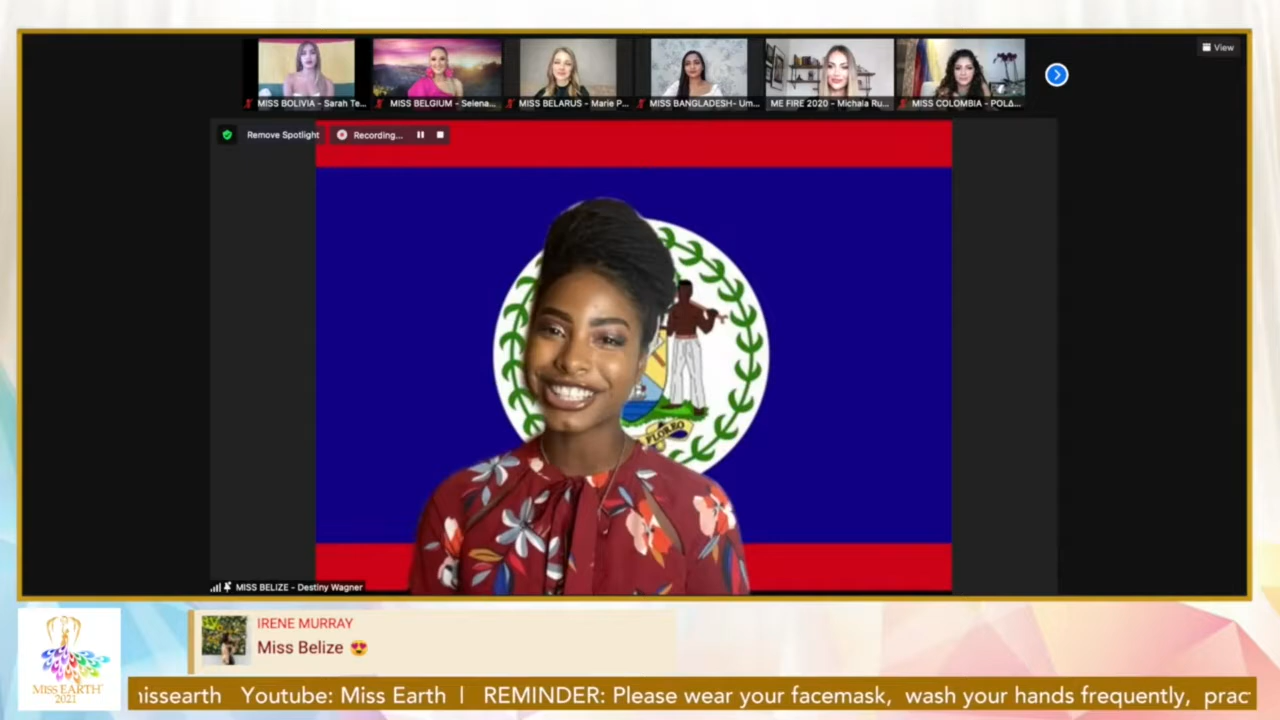 View
MISS BOLIVIA - Sarah Te...
MISS BELGIUM - Selena...
MISS BELARUS - Marie P...
MISS BANGLADESH- Um...
ME FIRE 2020 - Michala Ru...
MISS COLOMBIA - POLΔ...
Remove Spotlight
Recording...
FLOREO
MISS BELIZE - Destiny Wagner
IRENE MURRAY
Miss Belize 😍
MISS EARTH
2021
nissearth Youtube: Miss Earth | REMINDER: Please wear your facemask, wash your hands frequently, prac